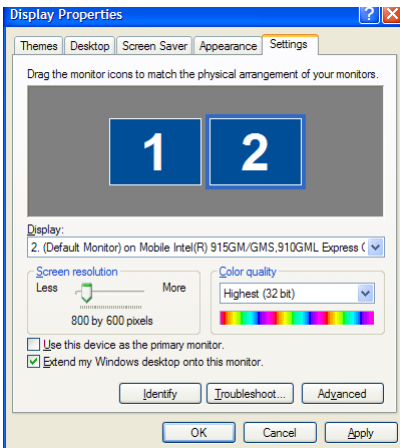 Display Properties
Themes Desktop Screen Saver Appearance Settings
Drag the monitor icons to match the physical arrangement of your monitors.
1 2
Display:
2. (Default Monitor) on Mobile Intel(R) 915GM/GMS,910GML Express (
Screen resolution
Less More
800 by 600 pixels
Color quality
Highest (32 bit)
Use this device as the primary monitor.
Extend my Windows desktop onto this monitor.
Identify Troubleshoot... Advanced
OK Cancel Apply